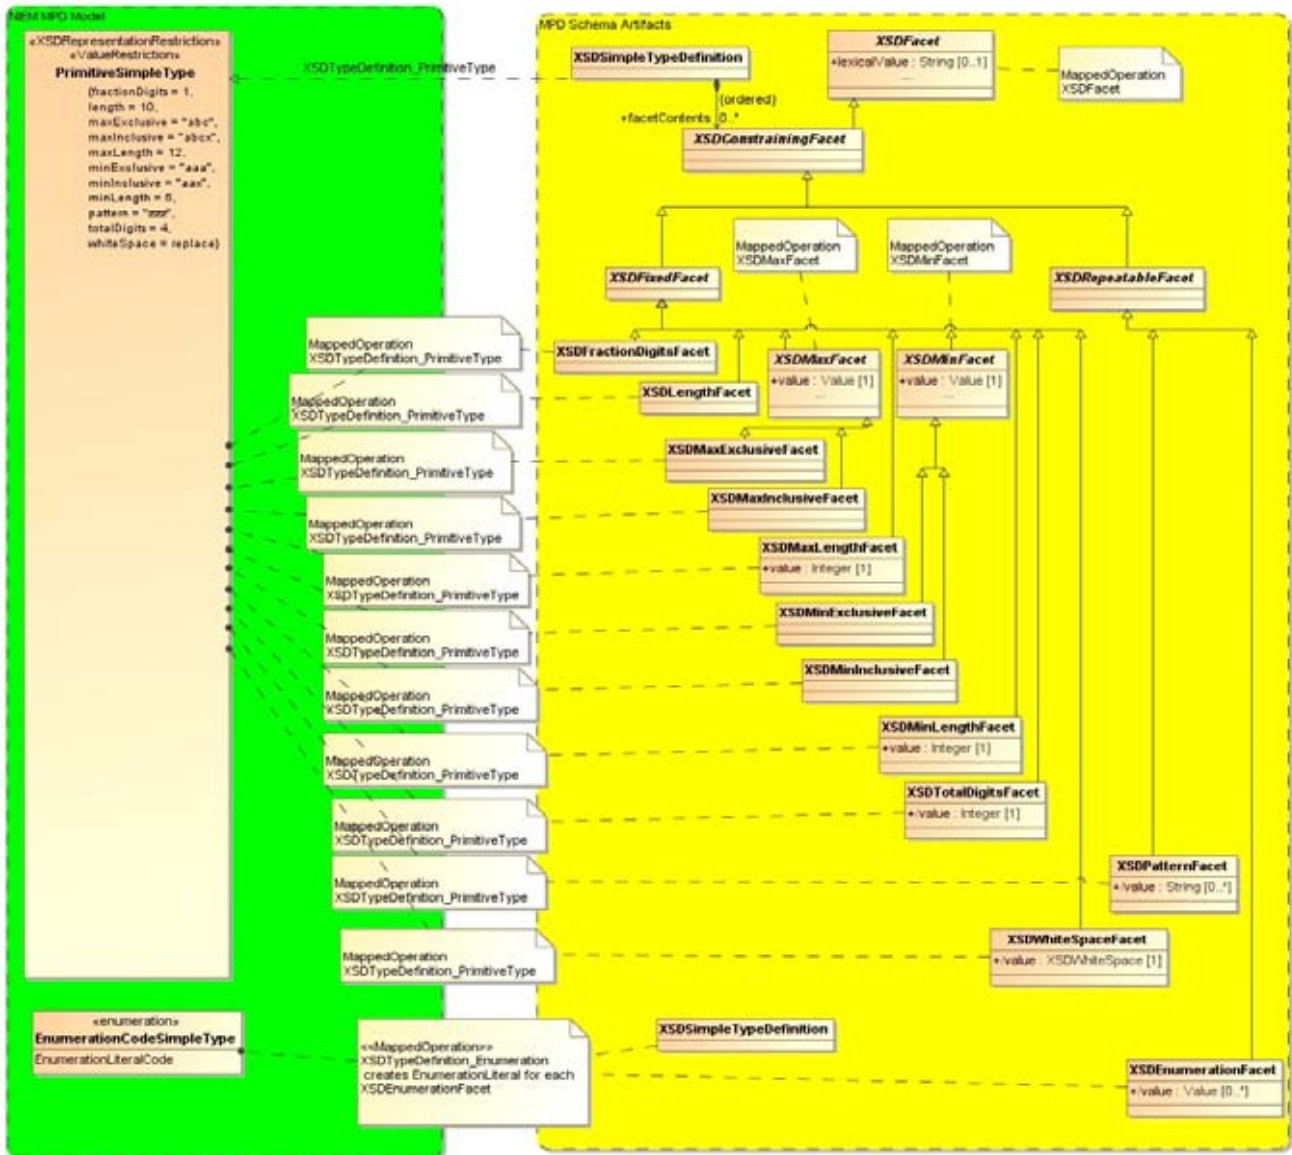 NIEM MPD Model
«XSDRepresentationRestriction»
«ValueRestriction»
PrimitiveSimpleType
{fractionDigits = 1,
length = 10,
maxExclusive = "abc",
maxInclusive = "abcx",
maxLength = 12,
minExclusive = "aaa",
minInclusive = "aax",
minLength = 5,
totalDigits = 4,
whiteSpace = replace}
XSDTypeDefinition_PrimitiveType
MPD Schema Artifacts
XSDSimpleTypeDefinition
{ordered}
+facetContents 0..*
XSDFacet
+lexicalValue : String [0..1]
...
MappedOperation
XSDFacet
XSDConstrainingFacet
MappedOperation
XSDMaxFacet
MappedOperation
XSDMinFacet
XSDFixedFacet
XSDRepeatableFacet
MappedOperation
XSDTypeDefinition_PrimitiveType
XSDFractionDigitsFacet
XSDMaxFacet
+value : Value [1]
...
XSDMinFacet
+value : Value [1]
...
MappedOperation
XSDTypeDefinition_PrimitiveType
XSDLengthFacet
MappedOperation
XSDTypeDefinition_PrimitiveType
XSDMaxExclusiveFacet
MappedOperation
XSDTypeDefinition_PrimitiveType
XSDMaxInclusiveFacet
MappedOperation
XSDTypeDefinition_PrimitiveType
XSDMaxLengthFacet
+value : Integer [1]
MappedOperation
XSDTypeDefinition_PrimitiveType
XSDMinExclusiveFacet
MappedOperation
XSDTypeDefinition_PrimitiveType
XSDMinInclusiveFacet
MappedOperation
XSDTypeDefinition_PrimitiveType
XSDMinLengthFacet
+value : Integer [1]
MappedOperation
XSDTypeDefinition_PrimitiveType
XSDTotalDigitsFacet
+/value : Integer [1]
MappedOperation
XSDTypeDefinition_PrimitiveType
XSDPatternFacet
+/value : String [0..*]
MappedOperation
XSDTypeDefinition_PrimitiveType
XSDWhiteSpaceFacet
+/value : XSDWhiteSpace [1]
«enumeration»
EnumerationCodeSimpleType
EnumerationLiteralCode
<<MappedOperation>>
XSDTypeDefinition_Enumeration
creates EnumerationLiteral for each
XSDEnumerationFacet
XSDSimpleTypeDefinition
XSDEnumerationFacet
+/value : Value [0..*]